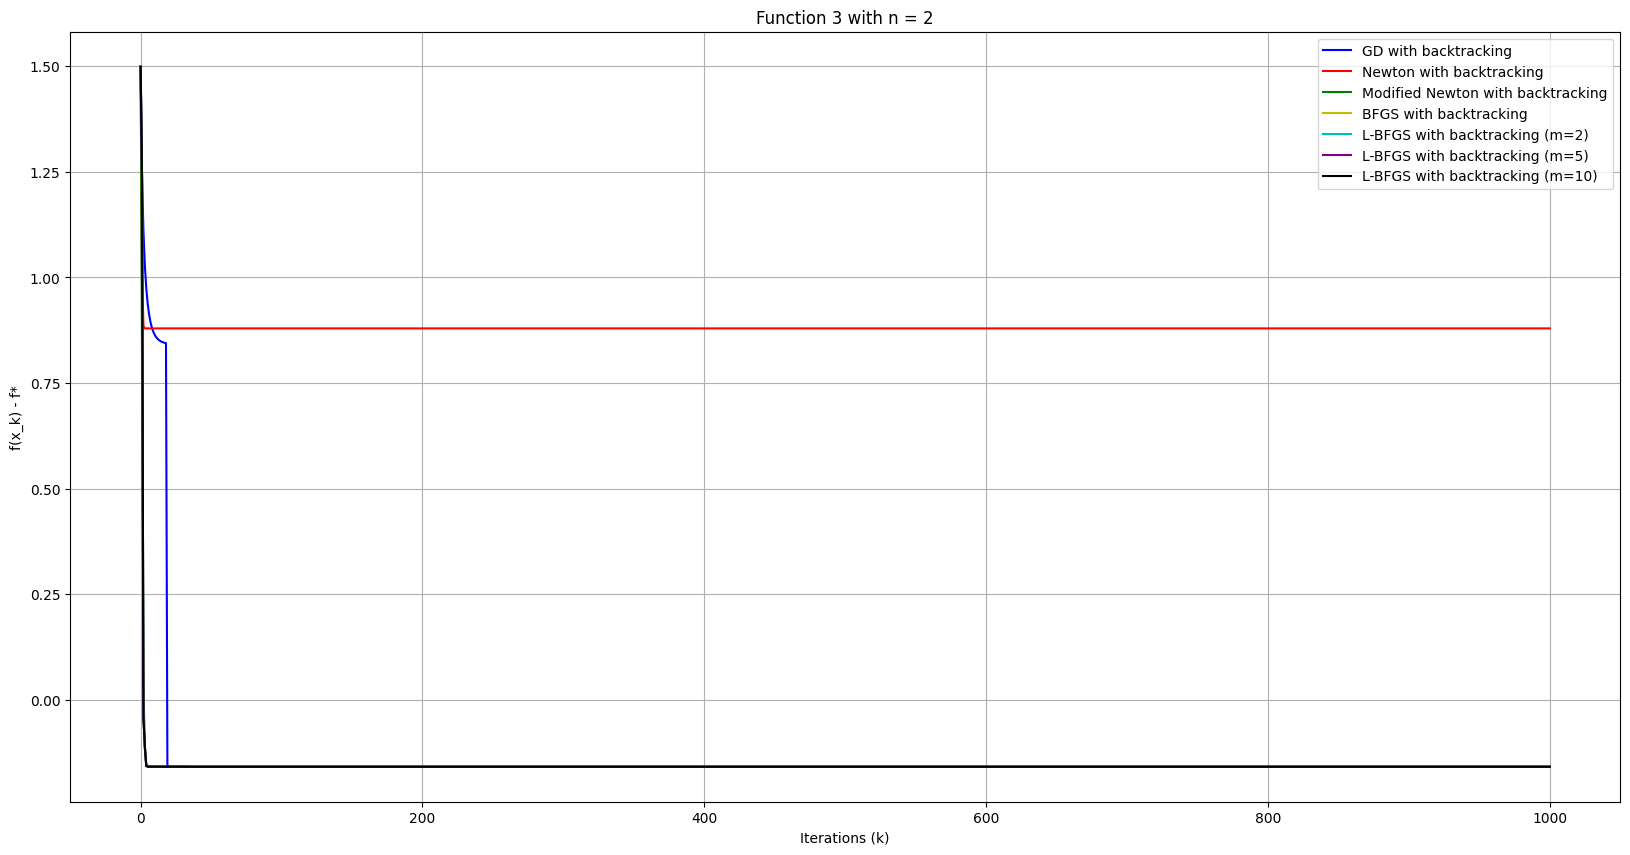 Function 3 with n = 2
GD with backtracking
Newton with backtracking
Modified Newton with backtracking
BFGS with backtracking
L-BFGS with backtracking (m=2)
L-BFGS with backtracking (m=5)
L-BFGS with backtracking (m=10)
f(x_k) - f*
1.50
1.25
1.00
0.75
0.50
0.25
0.00
0 200 400 600 800 1000
Iterations (k)